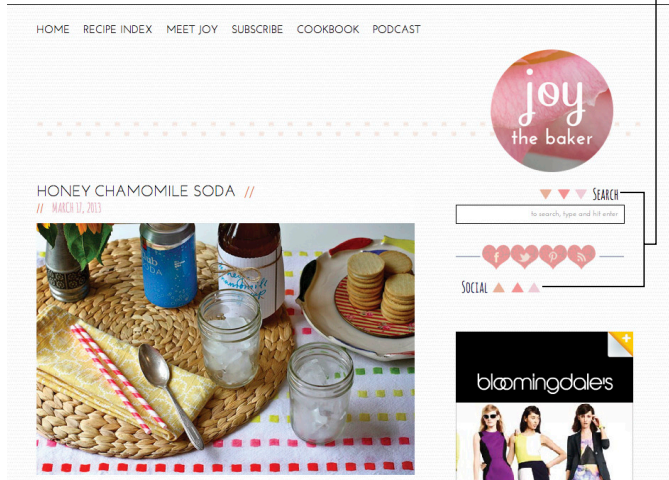 HOME RECIPE INDEX MEET JOY SUBSCRIBE COOKBOOK PODCAST
joy
the baker
HONEY CHAMOMILE SODA //
// MARCH 12, 2013
SEARCH
to search, type and hit enter
SOCIAL
bloomingdale's